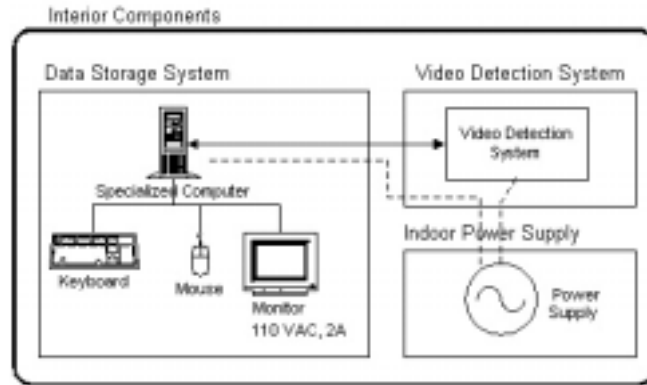 Interior Components
Data Storage System
Specialized Computer
Keyboard
Mouse
Monitor
110 VAC, 2A
Video Detection System
Video Detection
System
Indoor Power Supply
Power
Supply